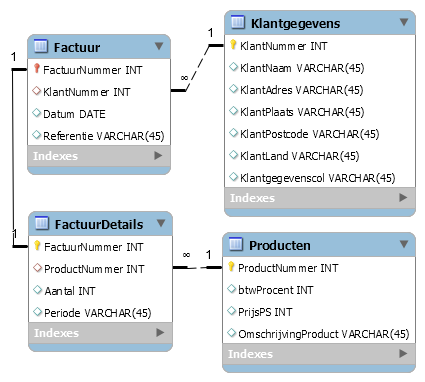 Factuur
FactuurNummer INT
KlantNummer INT
Datum DATE
Referentie VARCHAR(45)
Indexes
1
∞
1
Klantgegevens
KlantNummer INT
KlantNaam VARCHAR(45)
KlantAdres VARCHAR(45)
KlantPlaats VARCHAR(45)
KlantPostcode VARCHAR(45)
KlantLand VARCHAR(45)
Klantgegevenscol VARCHAR(45)
Indexes
1
FactuurDetails
FactuurNummer INT
ProductNummer INT
Aantal INT
Periode VARCHAR(45)
Indexes
1
∞
1
Producten
ProductNummer INT
btwProcent INT
PrijsPS INT
OmschrijvingProduct VARCHAR(45)
Indexes